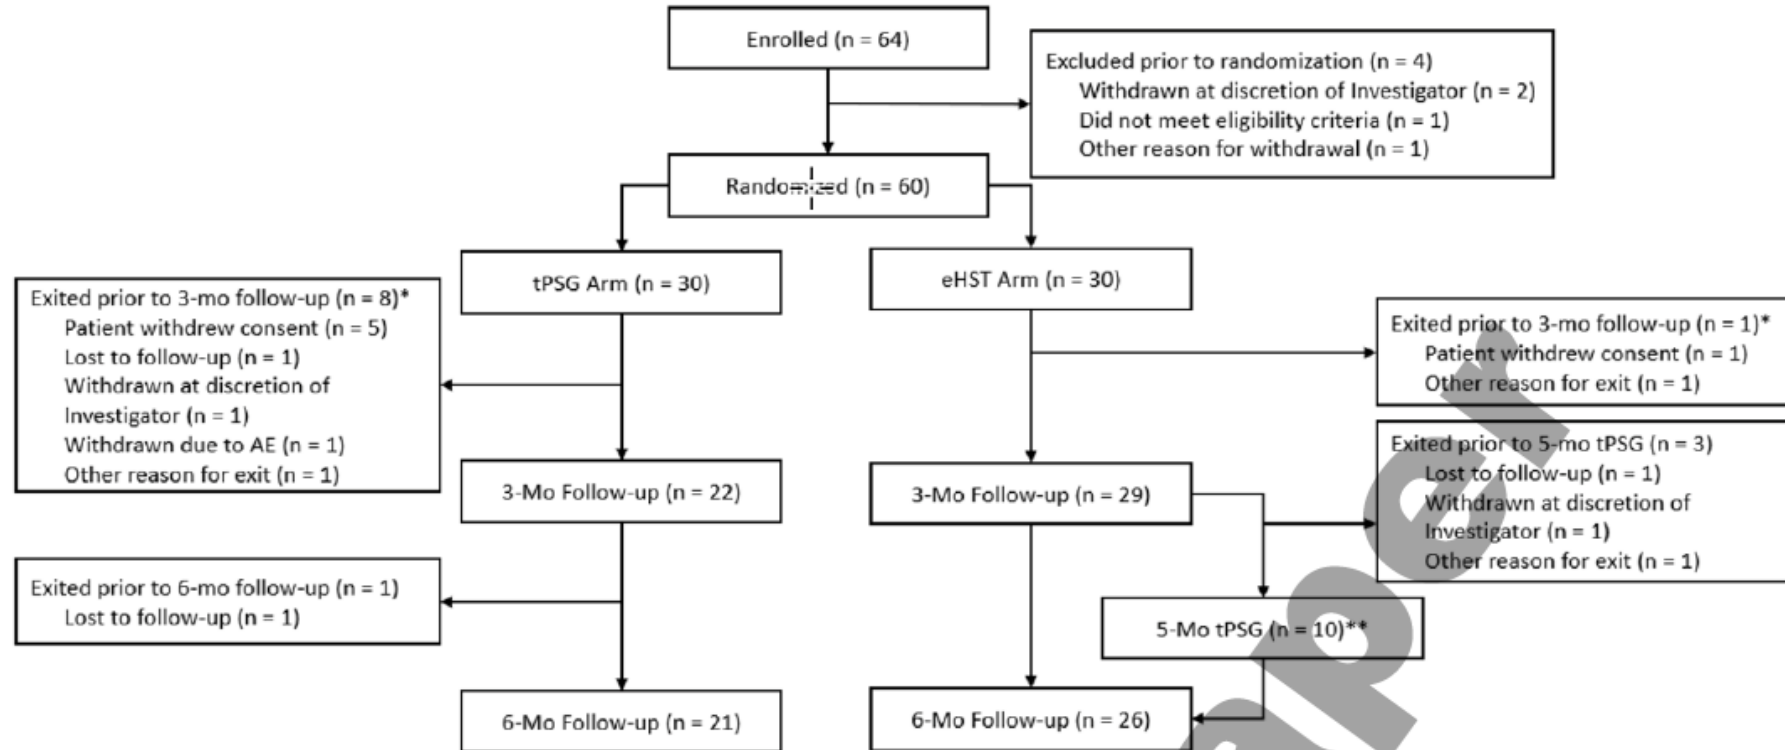 Enrolled (n = 64)
Excluded prior to randomization (n = 4)
Withdrawn at discretion of Investigator (n = 2)
Did not meet eligibility criteria (n = 1)
Other reason for withdrawal (n = 1)
Randomized (n = 60)
tPSG Arm (n = 30)
eHST Arm (n = 30)
Exited prior to 3-mo follow-up (n = 8)*
Patient withdrew consent (n = 5)
Lost to follow-up (n = 1)
Withdrawn at discretion of
Investigator (n = 1)
Withdrawn due to AE (n = 1)
Other reason for exit (n = 1)
Exited prior to 3-mo follow-up (n = 1)*
Patient withdrew consent (n = 1)
Other reason for exit (n = 1)
3-Mo Follow-up (n = 22)
3-Mo Follow-up (n = 29)
Exited prior to 5-mo tPSG (n = 3)
Lost to follow-up (n = 1)
Withdrawn at discretion of
Investigator (n = 1)
Other reason for exit (n = 1)
Exited prior to 6-mo follow-up (n = 1)
Lost to follow-up (n = 1)
5-Mo tPSG (n = 10)**
6-Mo Follow-up (n = 21)
6-Mo Follow-up (n = 26)
per